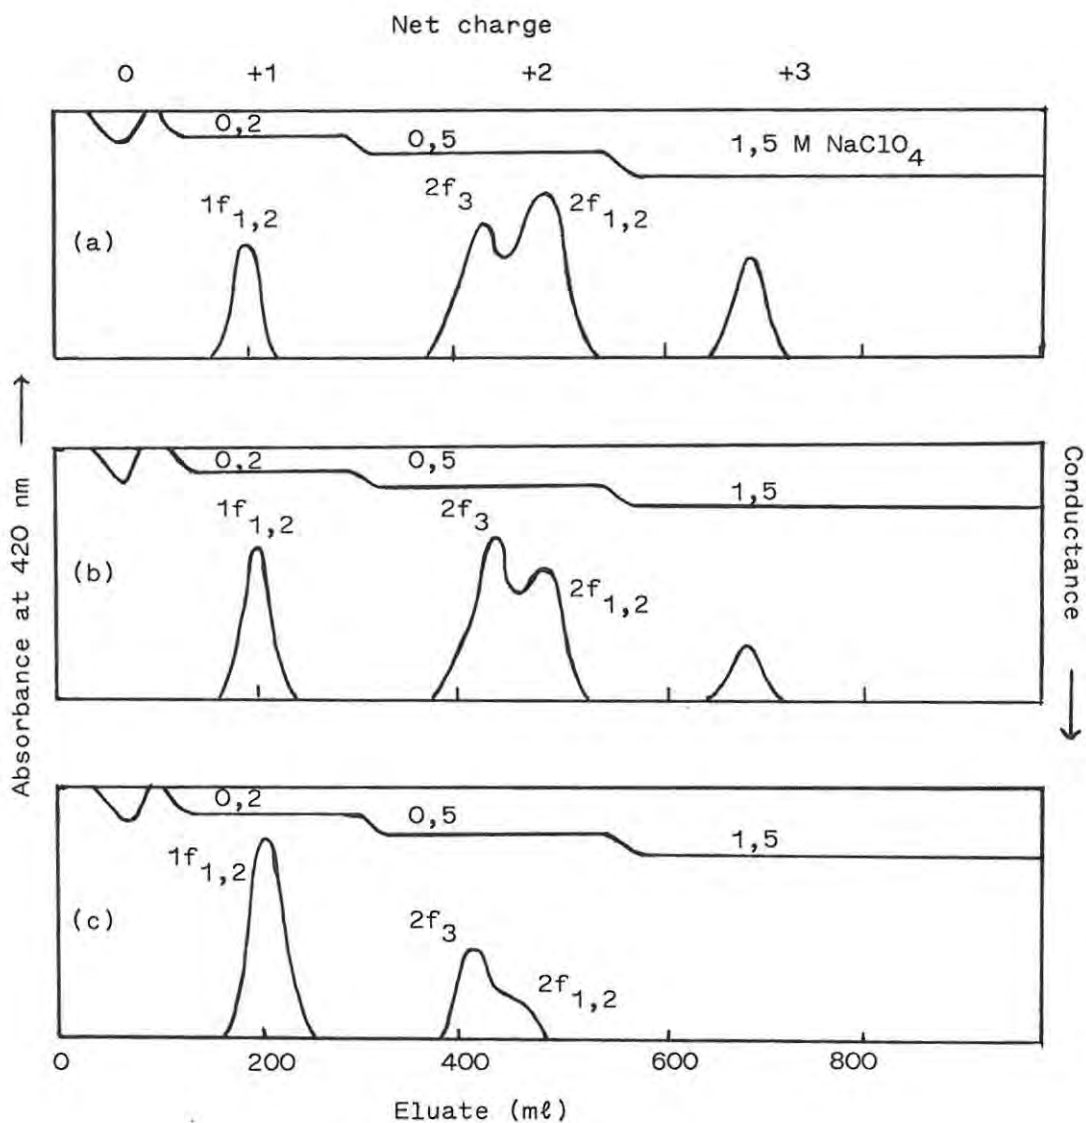 Net charge
0 +1 +2 +3
0,2 0,5 1,5 M NaClO4
1f1,2 2f3 2f1,2
(a)
0,2 0,5 1,5
1f1,2 2f3 2f1,2
(b)
0,2 0,5 1,5
1f1,2 2f3 2f1,2
(c)
0 200 400 600 800
Eluate (mℓ)
Absorbance at 420 nm
Conductance